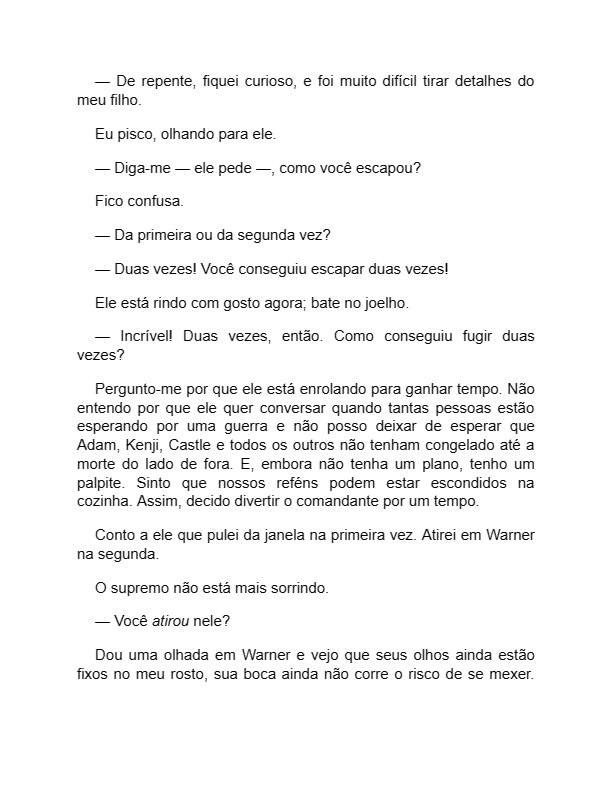 — De repente, fiquei curioso, e foi muito difícil tirar detalhes do
meu filho.
Eu pisco, olhando para ele.
— Diga-me — ele pede —, como você escapou?
Fico confusa.
— Da primeira ou da segunda vez?
— Duas vezes! Você conseguiu escapar duas vezes!
Ele está rindo com gosto agora; bate no joelho.
— Incrível! Duas vezes, então. Como conseguiu fugir duas
vezes?
Pergunto-me por que ele está enrolando para ganhar tempo. Não
entendo por que ele quer conversar quando tantas pessoas estão
esperando por uma guerra e não posso deixar de esperar que
Adam, Kenji, Castle e todos os outros não tenham congelado até a
morte do lado de fora. E, embora não tenha um plano, tenho um
palpite. Sinto que nossos reféns podem estar escondidos na
cozinha. Assim, decido divertir o comandante por um tempo.
Conto a ele que pulei da janela na primeira vez. Atirei em Warner
na segunda.
O supremo não está mais sorrindo.
— Você atirou nele?
Dou uma olhada em Warner e vejo que seus olhos ainda estão
fixos no meu rosto, sua boca ainda não corre o risco de se mexer.